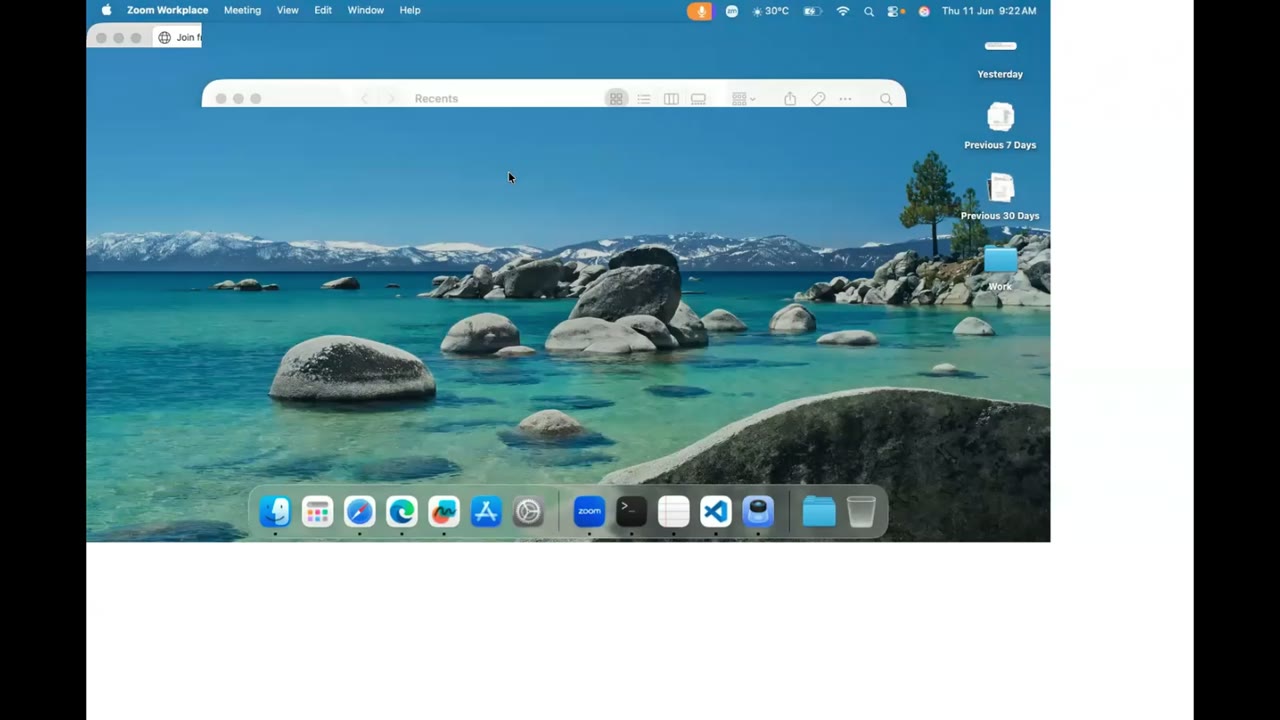 Zoom Workplace Meeting View Edit Window Help zm 30°C Thu 11 Jun 9:22 AM
Join
Yesterday
Recents
Previous 7 Days
Previous 30 Days
Work
zoom